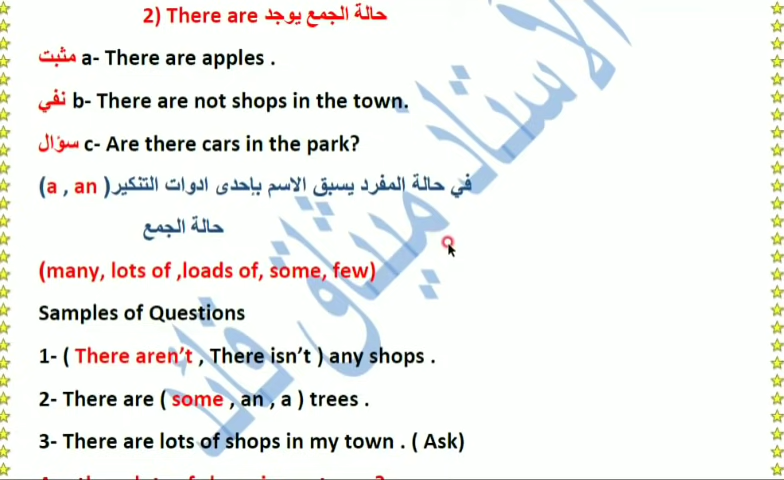 2) There are حالة الجمع يوجد
مثبت a- There are apples .
نفي b- There are not shops in the town.
سؤال c- Are there cars in the park?
في حالة المفرد يسبق الاسم بإحدى ادوات التنكير( a , an)
حالة الجمع
(many, lots of ,loads of, some, few)
Samples of Questions
1- ( There aren’t , There isn’t ) any shops .
2- There are ( some , an , a ) trees .
3- There are lots of shops in my town . ( Ask)
الاستاذ ميثاق قائد